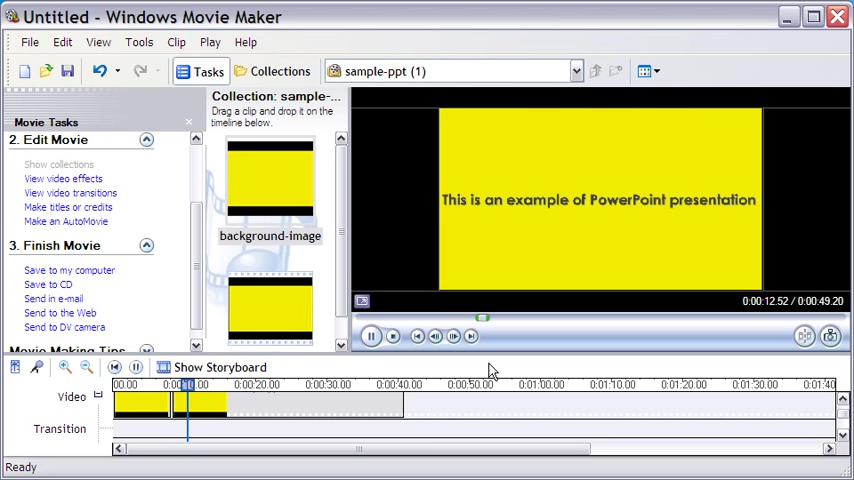 Untitled - Windows Movie Maker
File Edit View Tools Clip Play Help
Tasks Collections sample-ppt (1)
Movie Tasks
2. Edit Movie
Show collections
View video effects
View video transitions
Make titles or credits
Make an AutoMovie
3. Finish Movie
Save to my computer
Save to CD
Send in e-mail
Send to the Web
Send to DV camera
Movie Making Tips
Collection: sample-...
Drag a clip and drop it on the
timeline below.
background-image
This is an example of PowerPoint presentation
0:00:12.52 / 0:00:49.20
Show Storyboard
00.00 0:00:20.00 0:00:30.00 0:00:40.00 0:00:50.00 0:01:00.00 0:01:10.00 0:01:20.00 0:01:30.00 0:01:40
Video
Transition
Ready